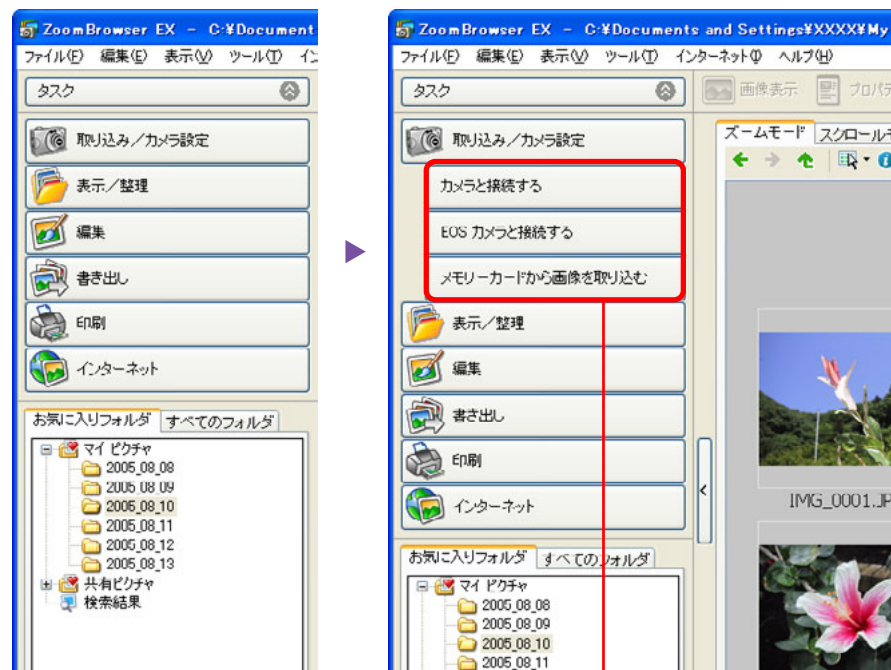 ZoomBrowser EX - C:¥Document
ファイル(F) 編集(E) 表示(V) ツール(T)
タスク
取り込み／カメラ設定
表示／整理
編集
書き出し
印刷
インターネット
お気に入りフォルダ すべてのフォルダ
マイ ピクチャ
2005_08_08
2005_08_09
2005_08_10
2005_08_11
2005_08_12
2005_08_13
共有ピクチャ
検索結果
ZoomBrowser EX - C:¥Documents and Settings¥XXXX¥My
ファイル(F) 編集(E) 表示(V) ツール(T) インターネット(I) ヘルプ(H)
タスク
画像表示 プロパテ
取り込み／カメラ設定
ズームモード スクロールモ
カメラと接続する
EOS カメラと接続する
メモリーカードから画像を取り込む
表示／整理
編集
書き出し
印刷
インターネット
IMG_0001.JP
お気に入りフォルダ すべてのフォルダ
マイ ピクチャ
2005_08_08
2005_08_09
2005_08_10
2005_08_11